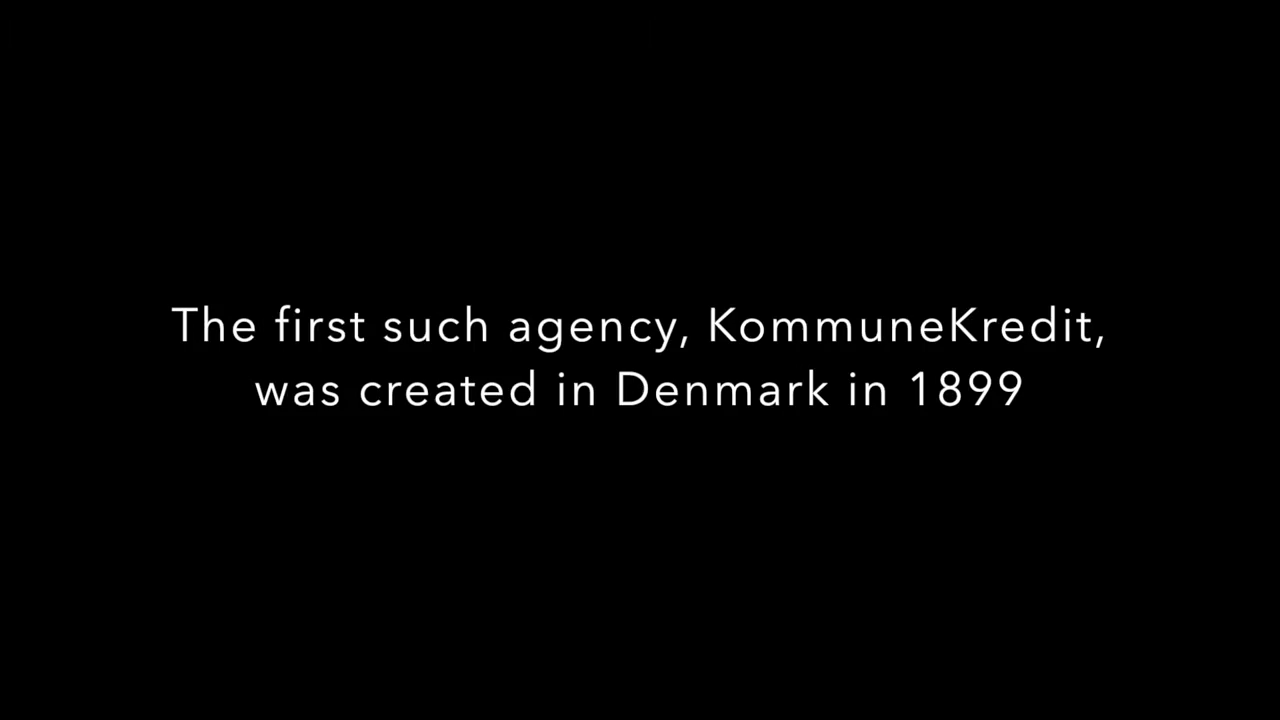 The first such agency, KommuneKredit,
was created in Denmark in 1899